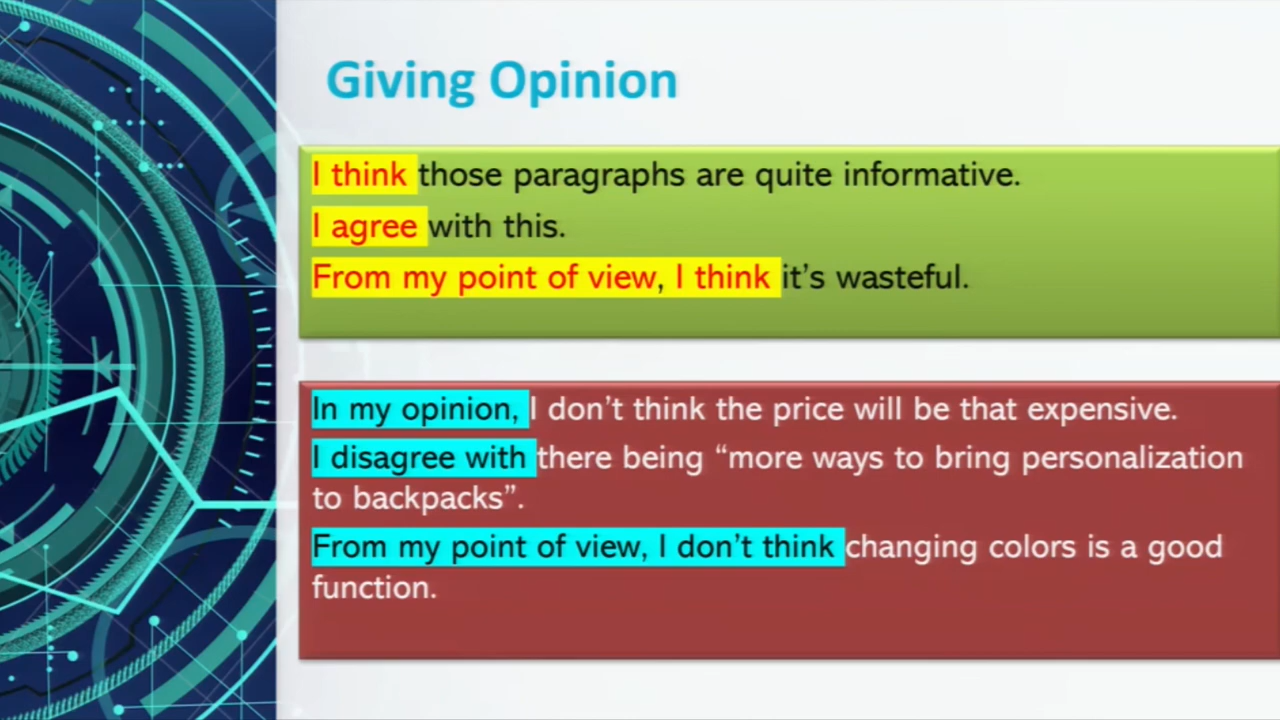 Giving Opinion
I think those paragraphs are quite informative.
I agree with this.
From my point of view, I think it’s wasteful.
In my opinion, I don’t think the price will be that expensive.
I disagree with there being “more ways to bring personalization
to backpacks”.
From my point of view, I don’t think changing colors is a good
function.